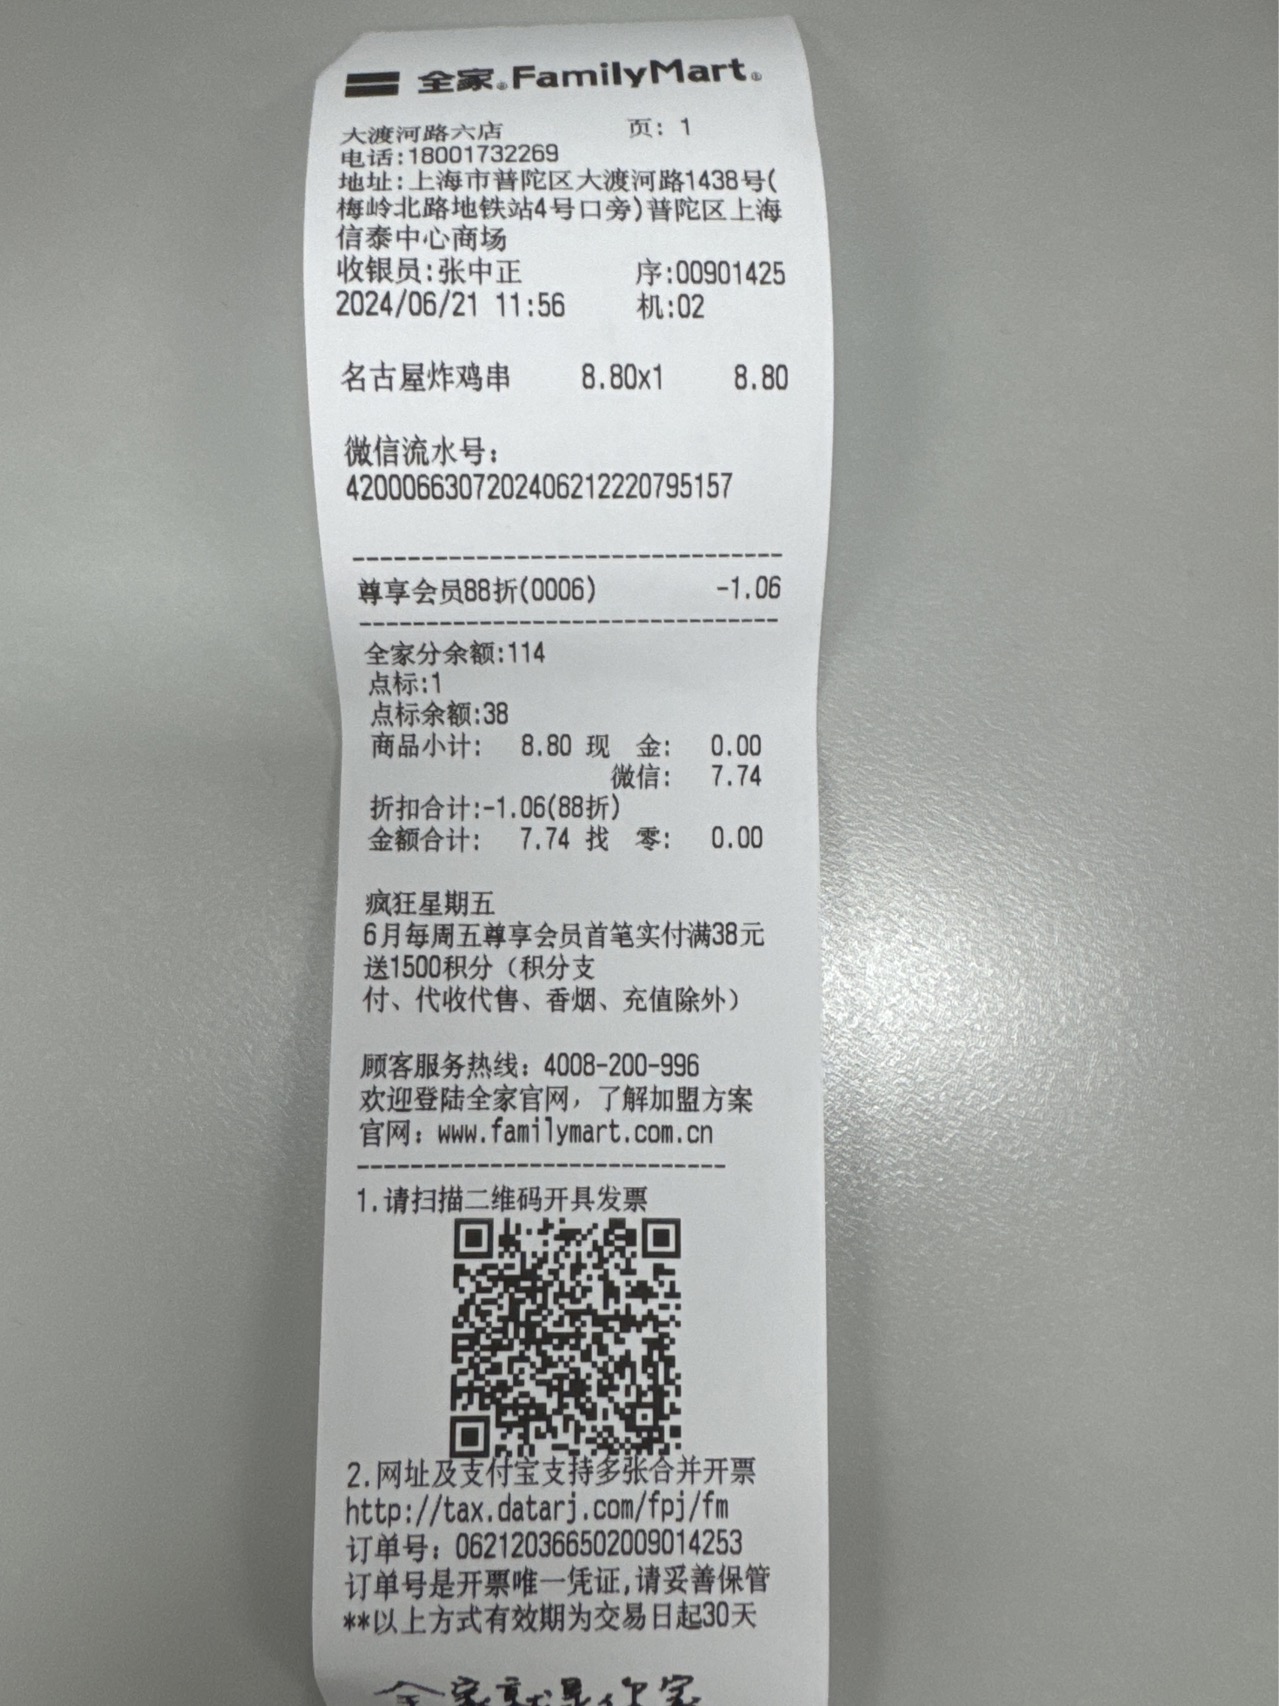 全家 FamilyMart
大渡河路六店 页: 1
电话:18001732269
地址:上海市普陀区大渡河路1438号(
梅岭北路地铁站4号口旁)普陀区上海
信泰中心商场
收银员:张中正 序:00901425
2024/06/21 11:56 机:02
名古屋炸鸡串 8.80x1 8.80
微信流水号:
4200066307202406212220795157
尊享会员88折(0006) -1.06
全家分余额:114
点标:1
点标余额:38
商品小计: 8.80 现 金: 0.00
微信: 7.74
折扣合计:-1.06(88折)
金额合计: 7.74 找 零: 0.00
疯狂星期五
6月每周五尊享会员首笔实付满38元
送1500积分（积分支
付、代收代售、香烟、充值除外）
顾客服务热线：4008-200-996
欢迎登陆全家官网，了解加盟方案
官网：www.familymart.com.cn
1.请扫描二维码开具发票
2.网址及支付宝支持多张合并开票
http://tax.datarj.com/fpj/fm
订单号：062120366502009014253
订单号是开票唯一凭证,请妥善保管
**以上方式有效期为交易日起30天
全家就是你家